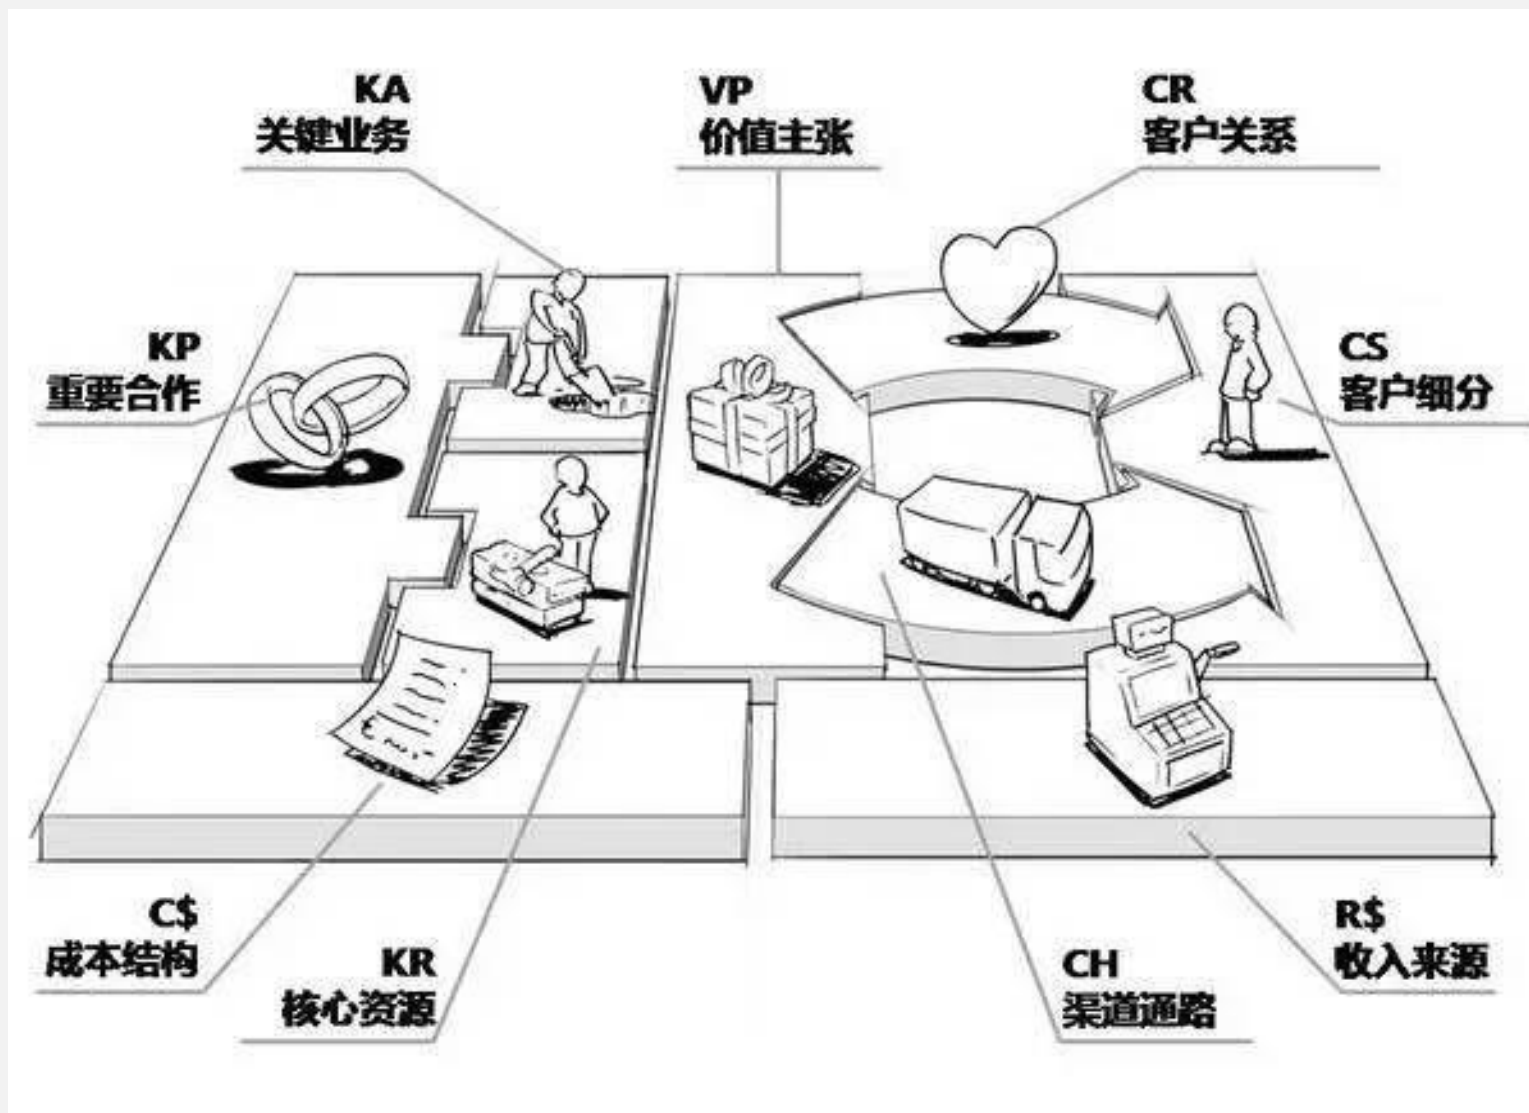 KA
关键业务
VP
价值主张
CR
客户关系
KP
重要合作
CS
客户细分
C$
成本结构
KR
核心资源
CH
渠道通路
R$
收入来源